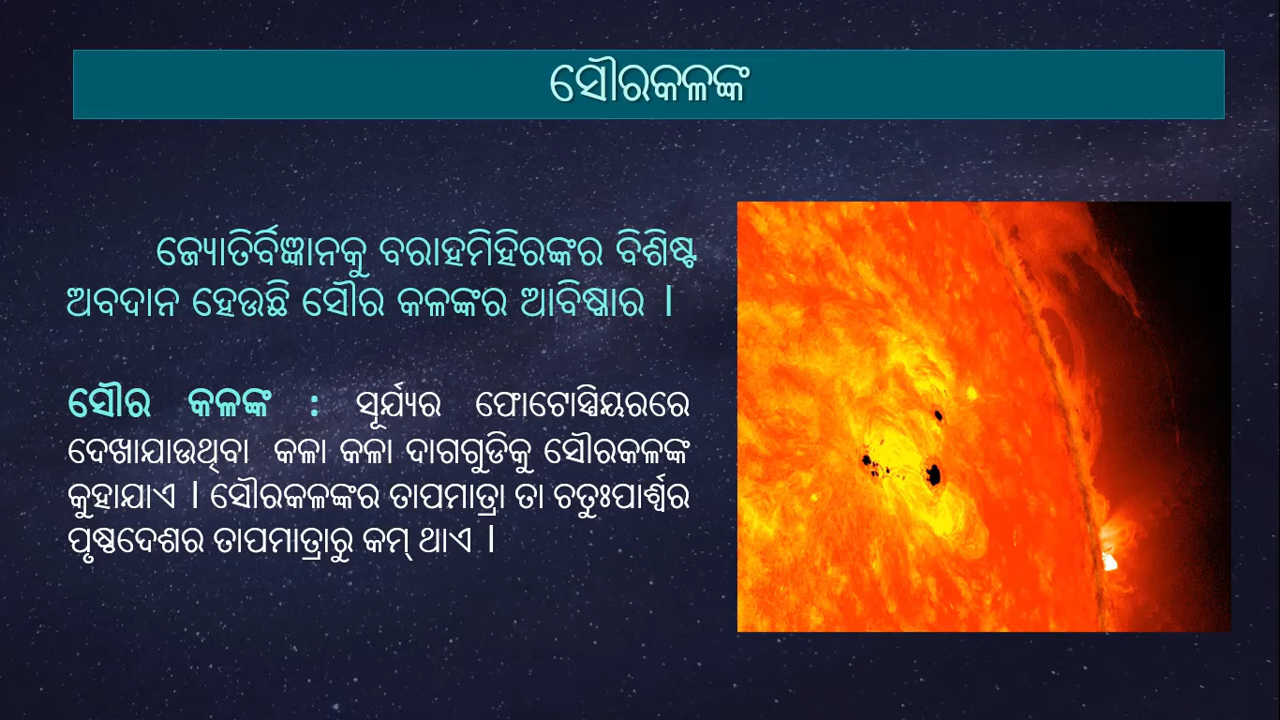 ସୌରକଳଙ୍କ
ଜ୍ୟୋତିର୍ବିଜ୍ଞାନକୁ ବରାହମିହିରଙ୍କର ବିଶିଷ୍ଟ
ଅବଦାନ ହେଉଛି ସୌର କଳଙ୍କର ଆବିଷ୍କାର ।
ସୌର କଳଙ୍କ : ସୂର୍ଯ୍ୟର ଫୋଟୋସ୍ଫିୟରରେ
ଦେଖାଯାଉଥିବା କଳା କଳା ଦାଗଗୁଡିକୁ ସୌରକଳଙ୍କ
କୁହାଯାଏ । ସୌରକଳଙ୍କର ତାପମାତ୍ରା ତା ଚତୁଃପାର୍ଶ୍ଵର
ପୃଷ୍ଠଦେଶର ତାପମାତ୍ରାରୁ କମ୍ ଥାଏ ।